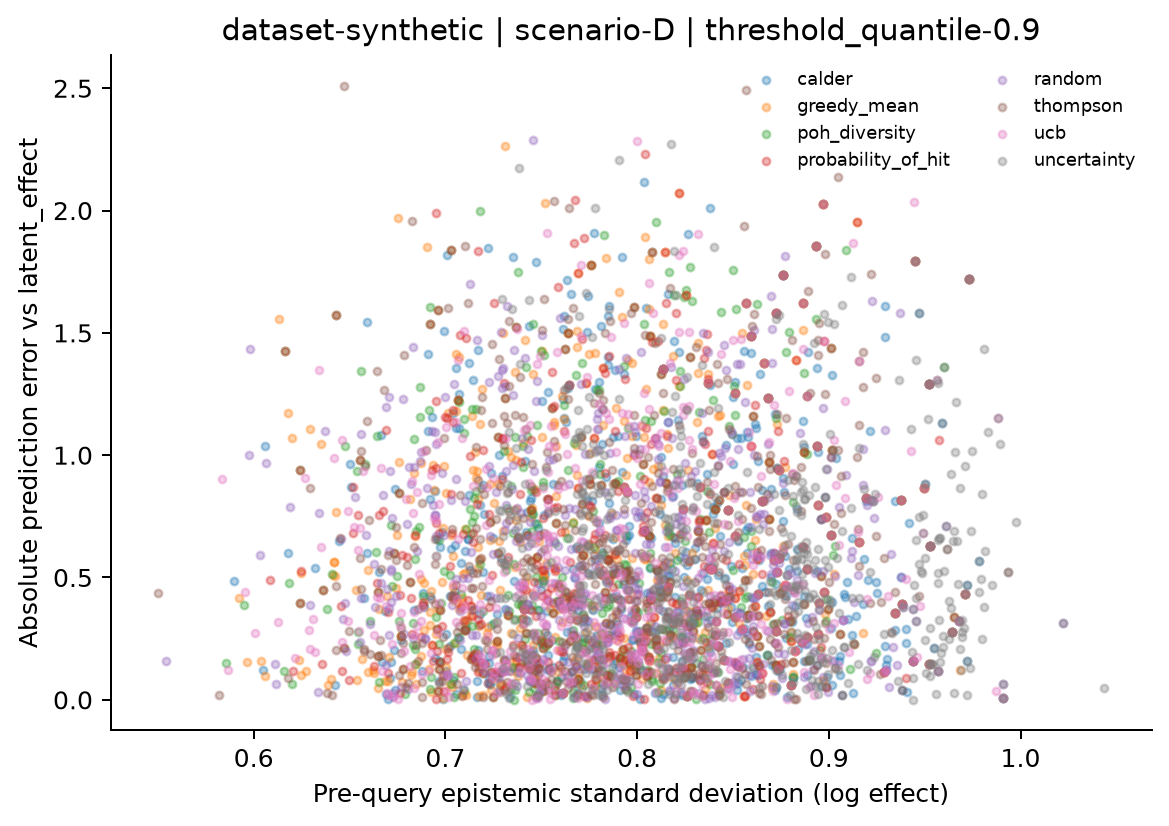 dataset-synthetic | scenario-D | threshold_quantile-0.9
calder
greedy_mean
poh_diversity
probability_of_hit
random
thompson
ucb
uncertainty
2.5
2.0
1.5
1.0
0.5
0.0
Absolute prediction error vs latent_effect
0.6 0.7 0.8 0.9 1.0
Pre-query epistemic standard deviation (log effect)